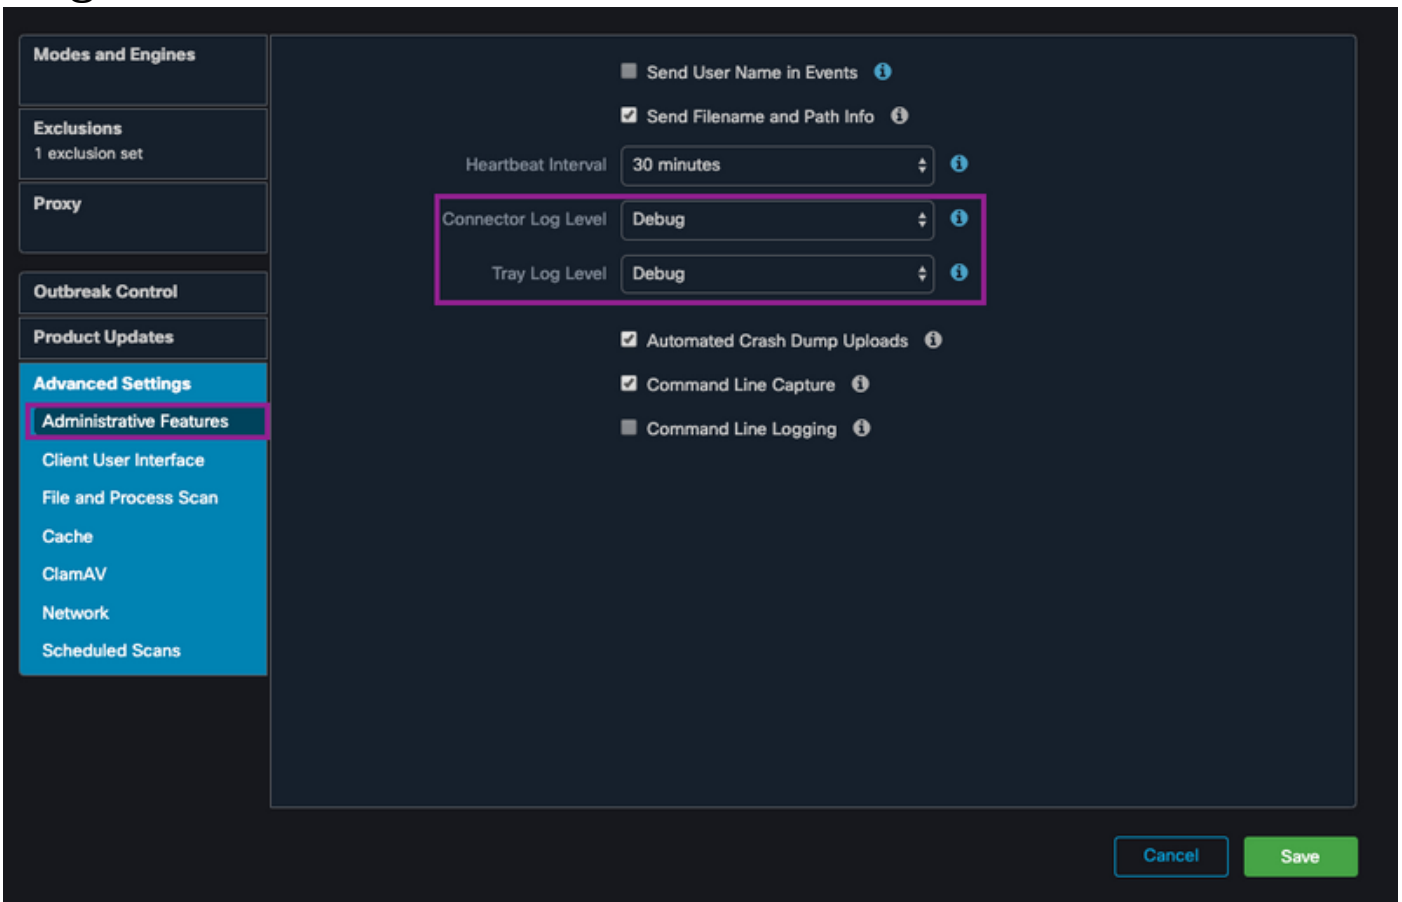 Modes and Engines
Exclusions
1 exclusion set
Proxy
Outbreak Control
Product Updates
Advanced Settings
Administrative Features
Client User Interface
File and Process Scan
Cache
ClamAV
Network
Scheduled Scans
Send User Name in Events
Send Filename and Path Info
Heartbeat Interval 30 minutes
Connector Log Level Debug
Tray Log Level Debug
Automated Crash Dump Uploads
Command Line Capture
Command Line Logging
Cancel Save